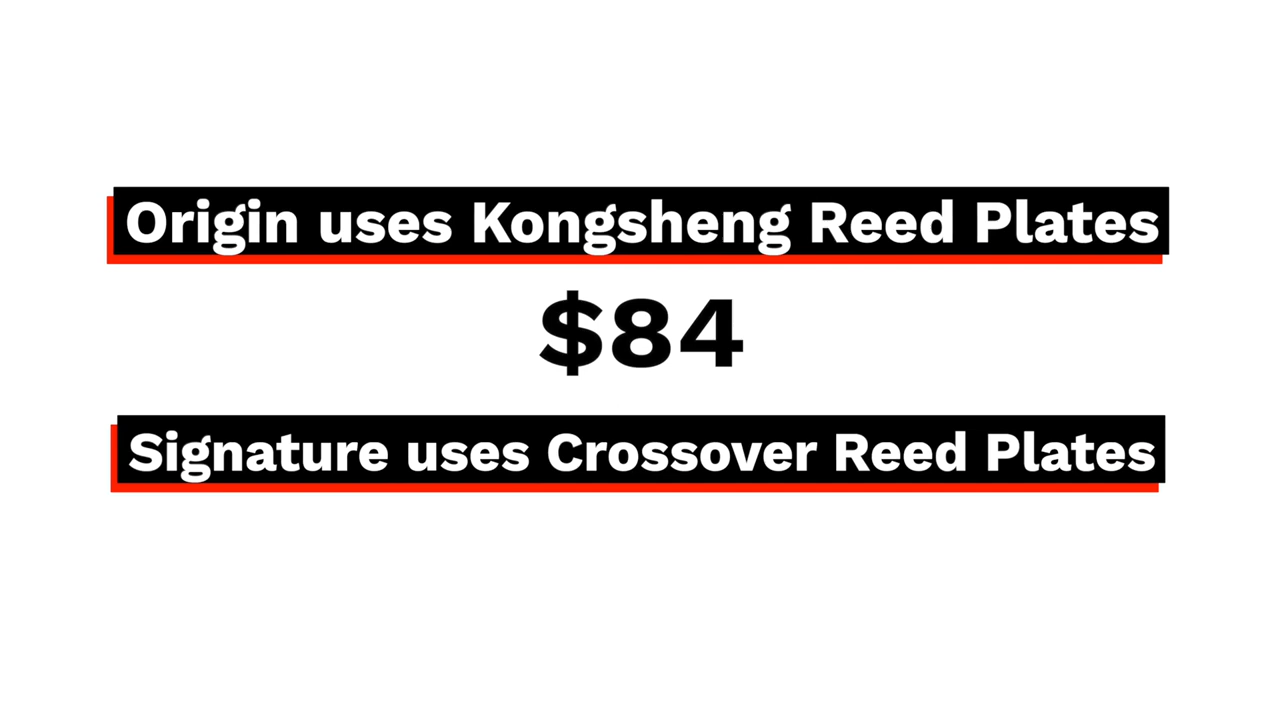 Origin uses Kongsheng Reed Plates
$84
Signature uses Crossover Reed Plates